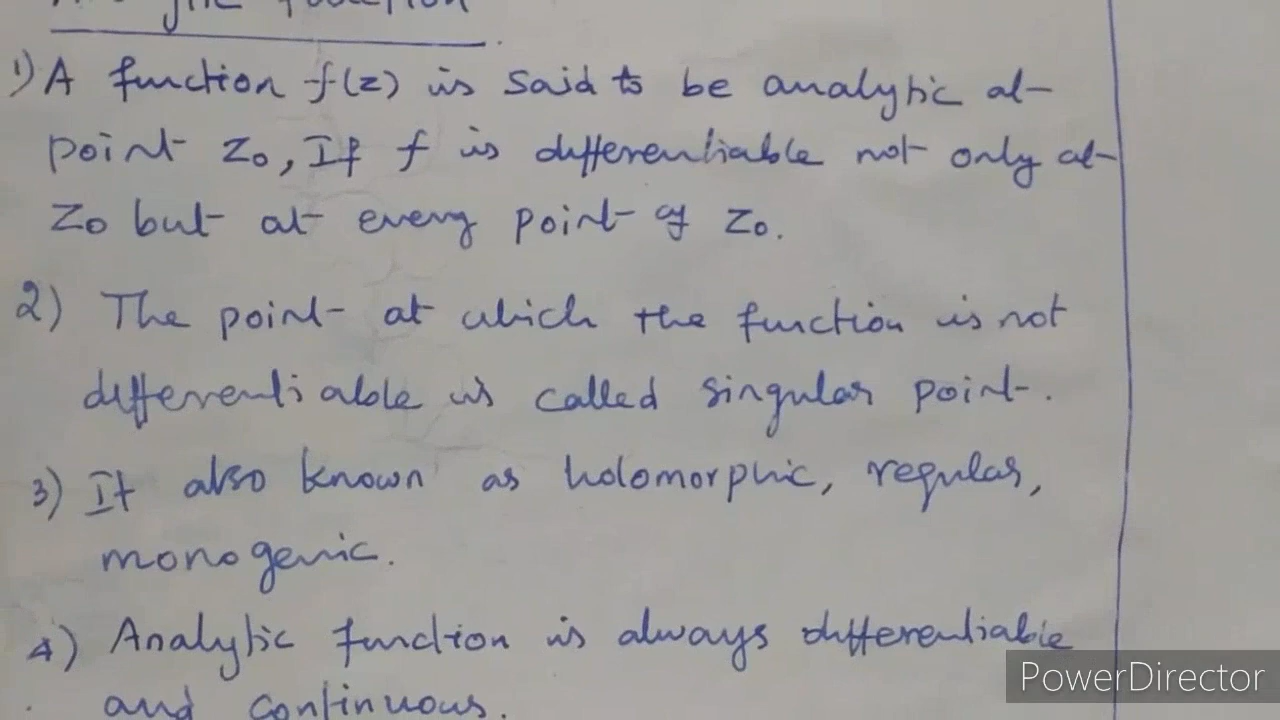 function
1) A function f(z) is said to be analytic at
point z₀, If f is differentiable not only at
z₀ but at every point of z₀.
2) The point at which the function is not
differentiable is called singular point.
3) It also known as holomorphic, regular,
monogenic.
4) Analytic function is always differentiable
and continuous.
PowerDirector